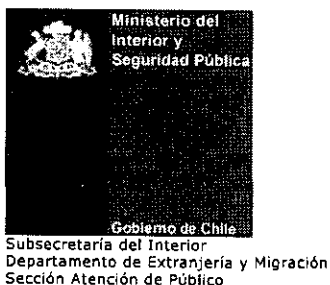 Ministerio del
Interior y
Seguridad Pública
Gobierno de Chile
Subsecretaría del Interior
Departamento de Extranjería y Migración
Sección Atención de Público